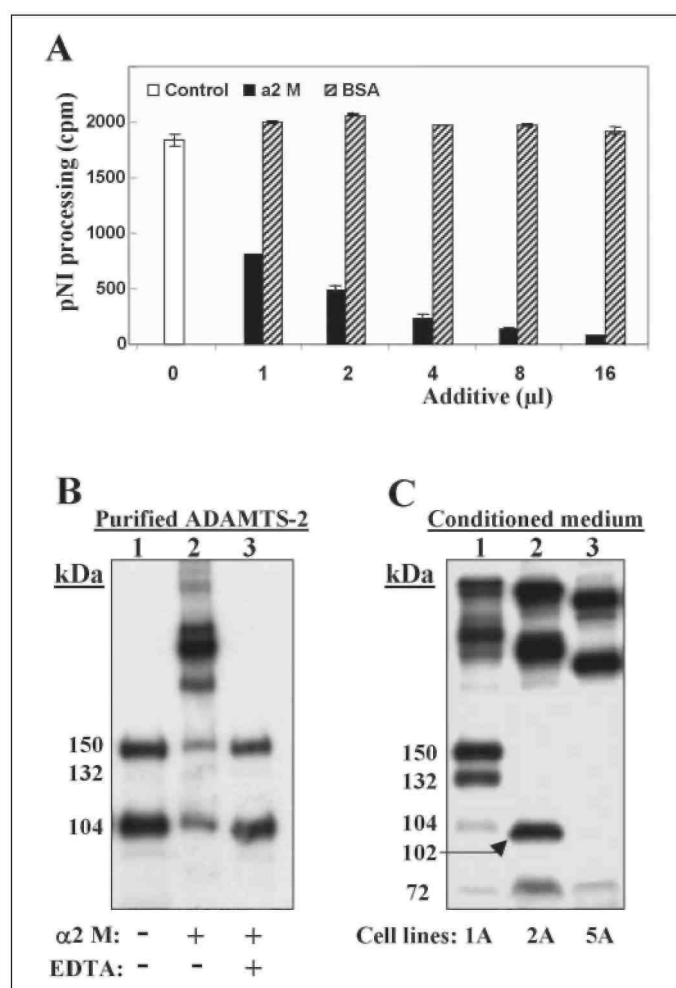 A
Control a2 M BSA
pNI processing (cpm)
2000
1500
1000
500
0
0 1 2 4 8 16
Additive (µl)
B
Purified ADAMTS-2
1 2 3
kDa
150
132
104
α2 M: - + +
EDTA: - - +
C
Conditioned medium
1 2 3
kDa
150
132
104
102
72
Cell lines: 1A 2A 5A